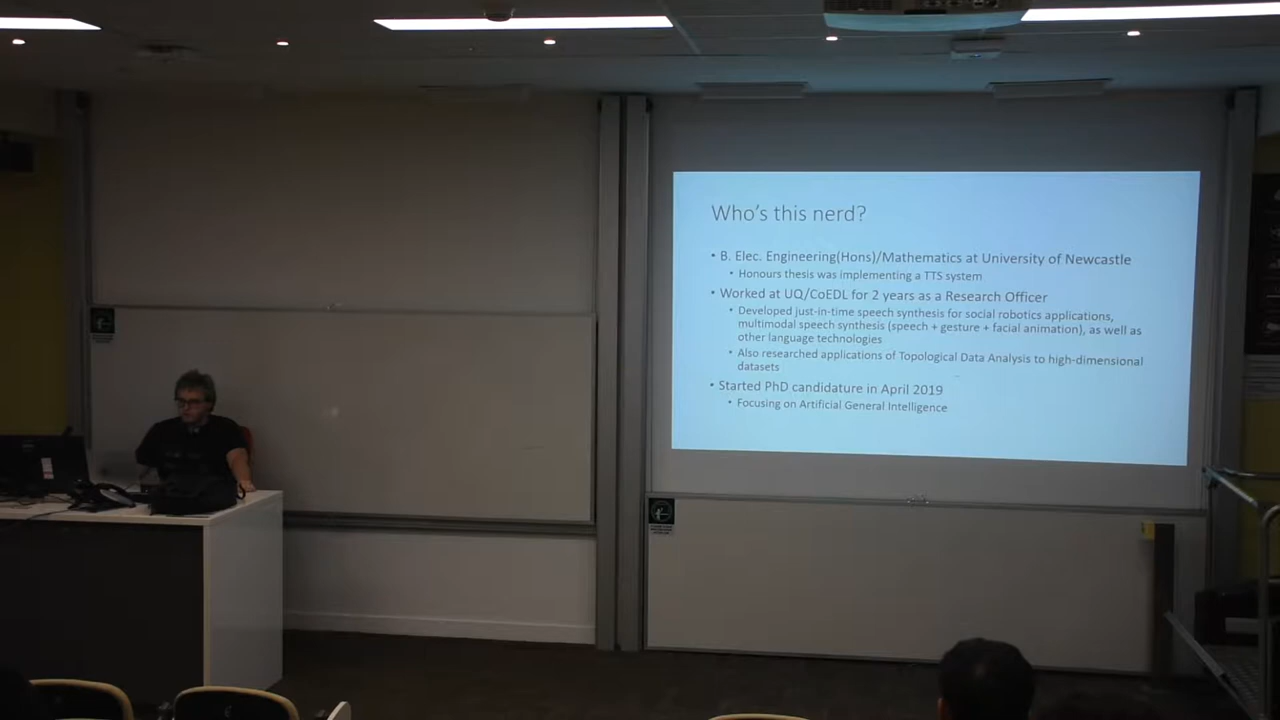 Who's this nerd?
• B. Elec. Engineering(Hons)/Mathematics at University of Newcastle
• Honours thesis was implementing a TTS system
• Worked at UQ/CoEDL for 2 years as a Research Officer
• Developed just-in-time speech synthesis for social robotics applications,
multimodal speech synthesis (speech + gesture + facial animation), as well as
other language technologies
• Also researched applications of Topological Data Analysis to high-dimensional
datasets
• Started PhD candidature in April 2019
• Focusing on Artificial General Intelligence